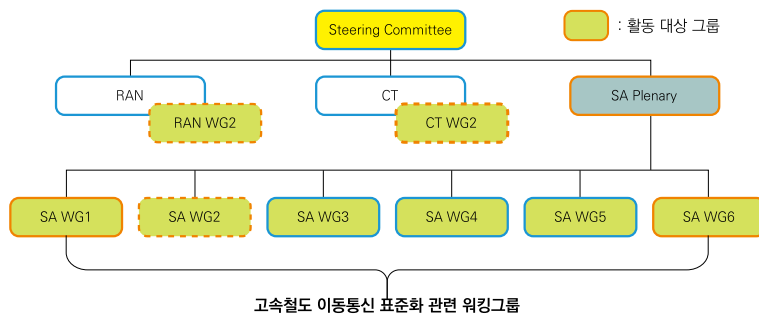 Steering Committee
: 활동 대상 그룹
RAN
CT
SA Plenary
RAN WG2
CT WG2
SA WG1
SA WG2
SA WG3
SA WG4
SA WG5
SA WG6
고속철도 이동통신 표준화 관련 워킹그룹